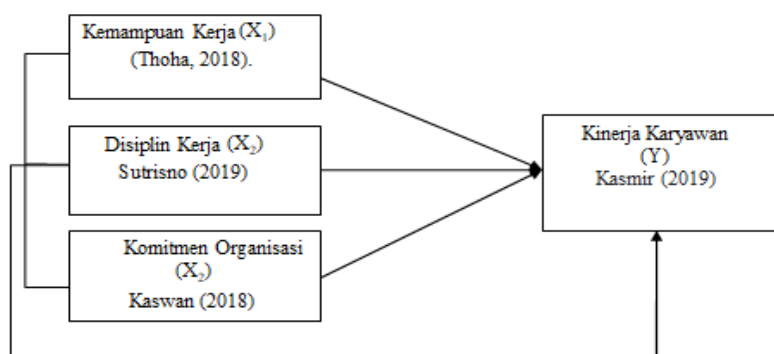 Kemampuan Kerja (X₁)
(Thoha, 2018).
Disiplin Kerja (X₂)
Sutrisno (2019)
Komitmen Organisasi
(X₂)
Kaswan (2018)
Kinerja Karyawan
(Y)
Kasmir (2019)